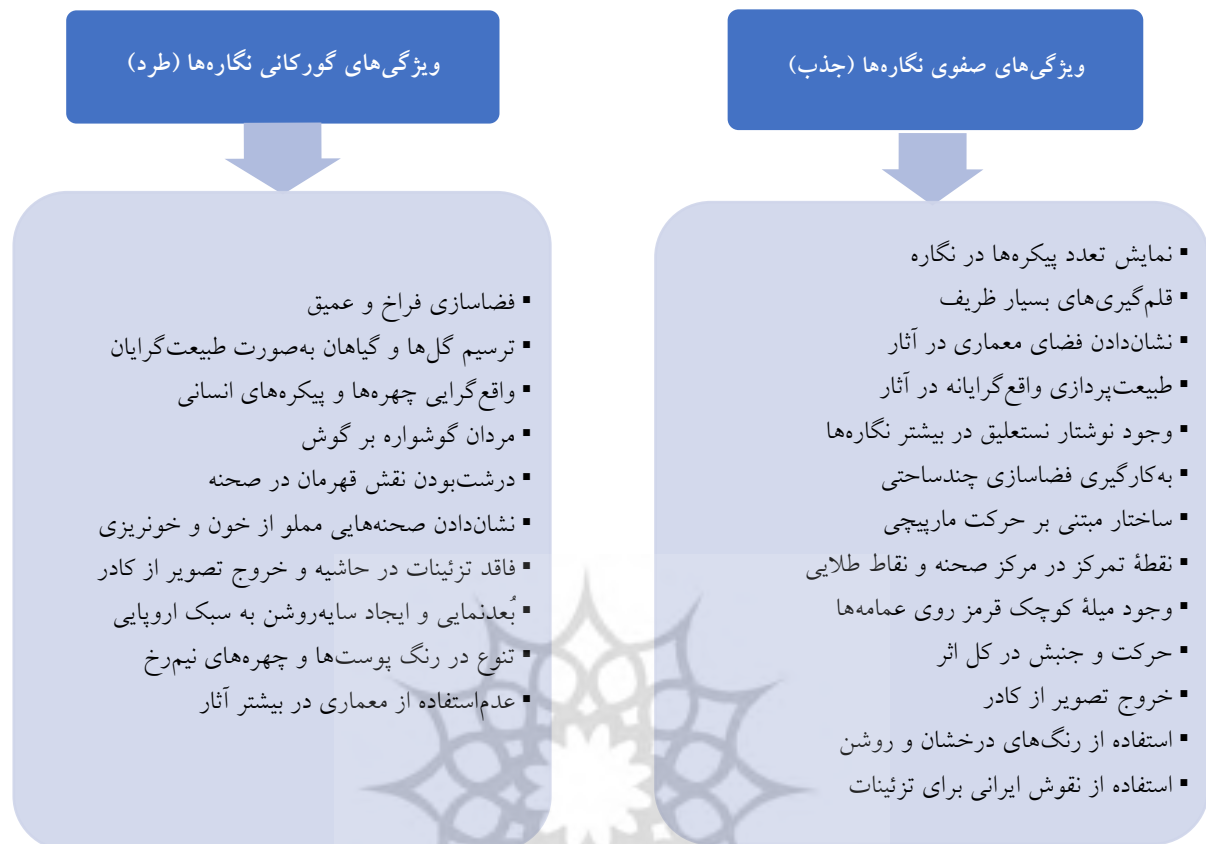 ویژگی‌های صفوی نگاره‌ها (جذب)
نمایش تعدد پیکره‌ها در نگاره
قلم‌گیری‌های بسیار ظریف
نشان‌دادن فضای معماری در آثار
طبیعت‌پردازی واقع‌گرایانه در آثار
وجود نوشتار نستعلیق در بیشتر نگاره‌ها
به‌کارگیری فضاسازی چندساحتی
ساختار مبتنی بر حرکت مارپیچی
نقطهٔ تمرکز در مرکز صحنه و نقاط طلایی
وجود میلهٔ کوچک قرمز روی عمامه‌ها
حرکت و جنبش در کل اثر
خروج تصویر از کادر
استفاده از رنگ‌های درخشان و روشن
استفاده از نقوش ایرانی برای تزئینات
ویژگی‌های گورکانی نگاره‌ها (طرد)
فضاسازی فراخ و عمیق
ترسیم گل‌ها و گیاهان به‌صورت طبیعت‌گرایان
واقع‌گرایی چهره‌ها و پیکره‌های انسانی
مردان گوشواره بر گوش
درشت‌بودن نقش قهرمان در صحنه
نشان‌دادن صحنه‌هایی مملو از خون و خونریزی
فاقد تزئینات در حاشیه و خروج تصویر از کادر
بُعدنمایی و ایجاد سایه‌روشن به سبک اروپایی
تنوع در رنگ پوست‌ها و چهره‌های نیم‌رخ
عدم‌استفاده از معماری در بیشتر آثار